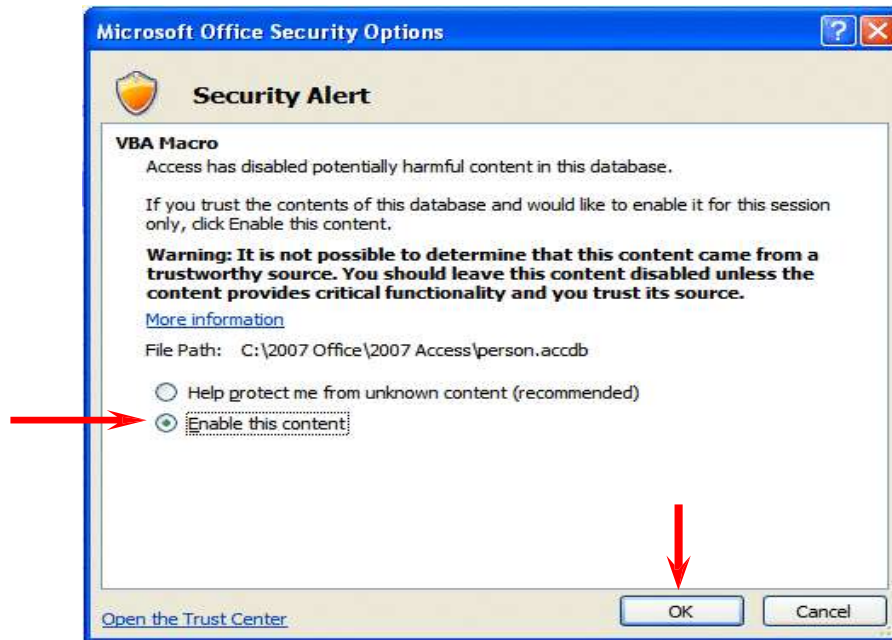 Microsoft Office Security Options
Security Alert
VBA Macro
Access has disabled potentially harmful content in this database.
If you trust the contents of this database and would like to enable it for this session
only, click Enable this content.
Warning: It is not possible to determine that this content came from a
trustworthy source. You should leave this content disabled unless the
content provides critical functionality and you trust its source.
More information
File Path: C:\2007 Office\2007 Access\person.accdb
Help protect me from unknown content (recommended)
Enable this content
Open the Trust Center
OK
Cancel